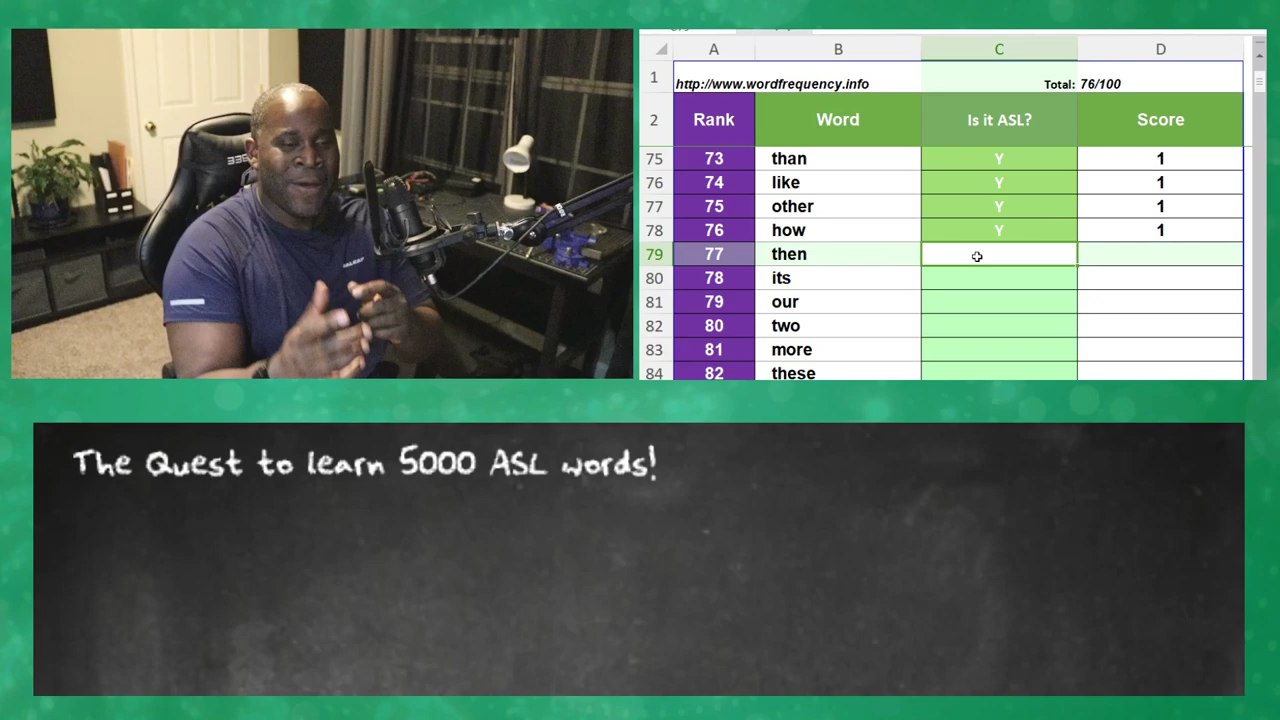 A B C D
1 http://www.wordfrequency.info Total: 76/100
2 Rank Word Is it ASL? Score
75 73 than Y 1
76 74 like Y 1
77 75 other Y 1
78 76 how Y 1
79 77 then
80 78 its
81 79 our
82 80 two
83 81 more
84 82 these
The Quest to learn 5000 ASL words!